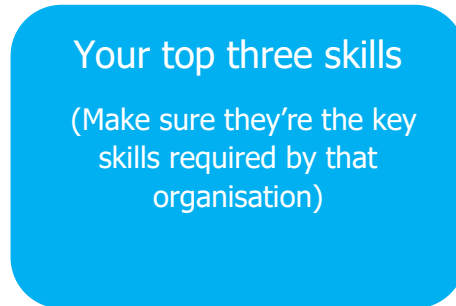 Your top three skills
(Make sure they’re the key
skills required by that
organisation)